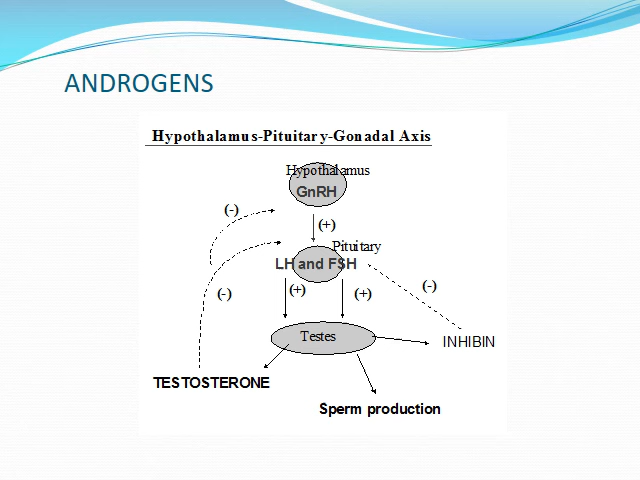 ANDROGENS
Hypothalamus-Pituitary-Gonadal Axis
Hypothalamus
GnRH
(-)
(+)
Pituitary
LH and FSH
(-)
(+)
(+)
(-)
Testes
INHIBIN
TESTOSTERONE
Sperm production